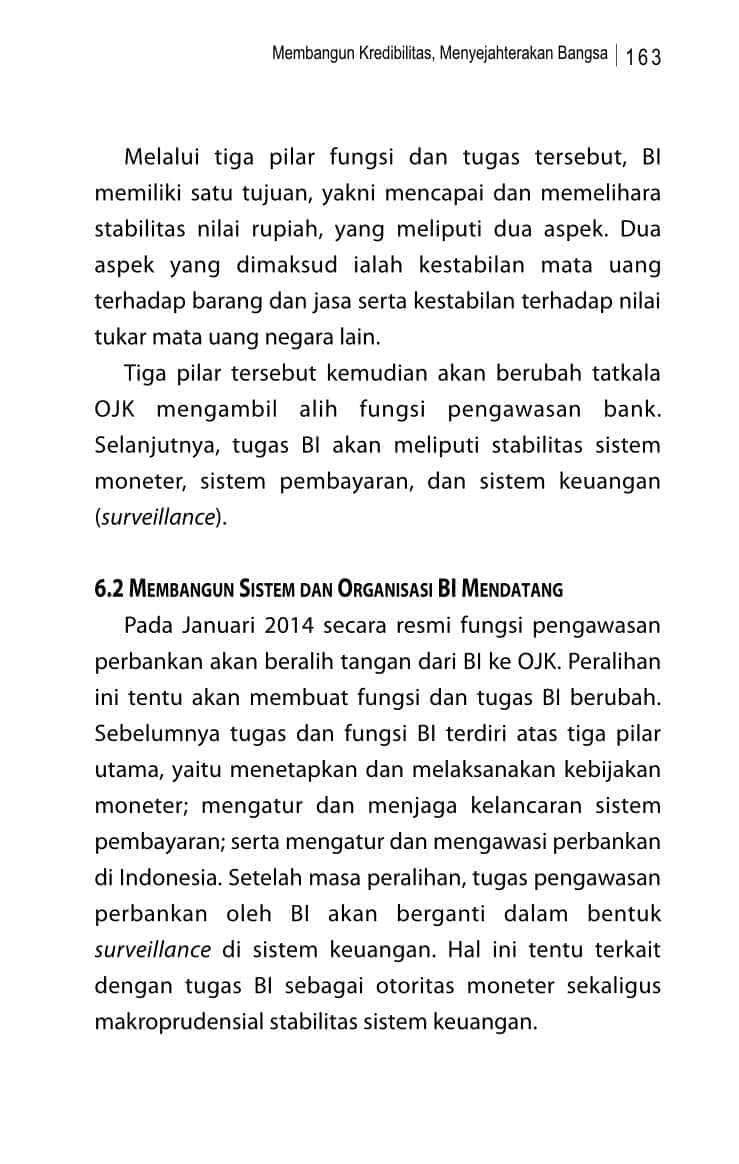 Membangun Kredibilitas, Menyejahterakan Bangsa | 163
Melalui tiga pilar fungsi dan tugas tersebut, BI
memiliki satu tujuan, yakni mencapai dan memelihara
stabilitas nilai rupiah, yang meliputi dua aspek. Dua
aspek yang dimaksud ialah kestabilan mata uang
terhadap barang dan jasa serta kestabilan terhadap nilai
tukar mata uang negara lain.
Tiga pilar tersebut kemudian akan berubah tatkala
OJK mengambil alih fungsi pengawasan bank.
Selanjutnya, tugas BI akan meliputi stabilitas sistem
moneter, sistem pembayaran, dan sistem keuangan
(surveillance).
6.2 MEMBANGUN SISTEM DAN ORGANISASI BI MENDATANG
Pada Januari 2014 secara resmi fungsi pengawasan
perbankan akan beralih tangan dari BI ke OJK. Peralihan
ini tentu akan membuat fungsi dan tugas BI berubah.
Sebelumnya tugas dan fungsi BI terdiri atas tiga pilar
utama, yaitu menetapkan dan melaksanakan kebijakan
moneter; mengatur dan menjaga kelancaran sistem
pembayaran; serta mengatur dan mengawasi perbankan
di Indonesia. Setelah masa peralihan, tugas pengawasan
perbankan oleh BI akan berganti dalam bentuk
surveillance di sistem keuangan. Hal ini tentu terkait
dengan tugas BI sebagai otoritas moneter sekaligus
makroprudensial stabilitas sistem keuangan.